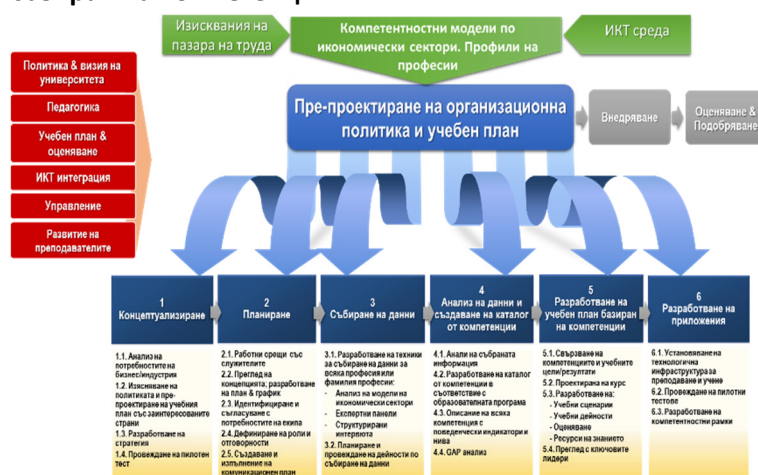 Изисквания на
пазара на труда
Компетентностни модели по
икономически сектори. Профили на
професии
ИКТ среда
Политика & визия на
университета
Педагогика
Учебен план &
оценяване
ИКТ интеграция
Управление
Развитие на
преподавателите
Пре-проектиране на организационна
политика и учебен план
Внедряване
Оценяване &
Подобряване
1
Концептуализиране
2
Планиране
3
Събиране на данни
4
Анализ на данни и
създаване на каталог
от компетенции
5
Разработване на
учебен план базиран
на компетенции
6
Разработване на
приложения
1.1. Анализ на
потребностите на
бизнес/индустрия
1.2. Изясняване на
политиката и пре-
проектиране на учебния
план със заинтересованите
страни
1.3. Разработване на
стратегия
1.4. Провеждане на пилотен
тест
2.1. Работни срещи със
служителите
2.2. Преглед на
концепцията; разработване
на план & график
2.3. Идентифициране и
съгласуване с
потребностите на екипа
2.4. Дефиниране на роли и
отговорности
2.5. Създаване и
изпълнение на
комуникационен план
3.1. Разработване на техники
за събиране на данни за
всяка професия или
фамилия професии:
- Анализ на модели на
икономически сектори
- Експертни панели
- Структурирани
интервюта
3.2. Планиране и
провеждане на дейности по
събиране на данни
4.1. Анали на събраната
информация
4.2. Разработване на каталог
от компетенции в
съответствие с
образователната програма
4.3. Описание на всяка
компетенция с
поведенчески индикатори и
нива
4.4. GAP анализ
5.1. Свързване на
компетенциите и учебните
цели/резултати
5.2. Проектирана на курс
5.3. Разработване на:
- Учебни сценарии
- Учебни дейности
- Оценяване
- Ресурси на знанието
5.4. Преглед с ключовите
лидери
6.1. Установяване на
технологична
инфраструктура за
преподаване и учене
6.2. Провеждане на пилотни
тестове
6.3. Разработване на
компетентностни рамки